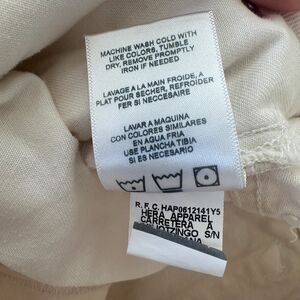 MACHINE WASH COLD WITH
LIKE COLORS, TUMBLE
DRY, REMOVE PROMPTLY
IRON IF NEEDED
LAVAGE A LA MAIN FROIDE, A
PLAT POUR SECHER, REFROIDER
FER SI NECCESAIRE
LAVAR A MAQUINA
CON COLORES SIMILARES
EN AGUA FRIA
USE PLANCHA TIBIA
SI ES NECESARIO
R. F. C. HAP0612141Y5
HERA APPAREL
CARRETERA A
S/N